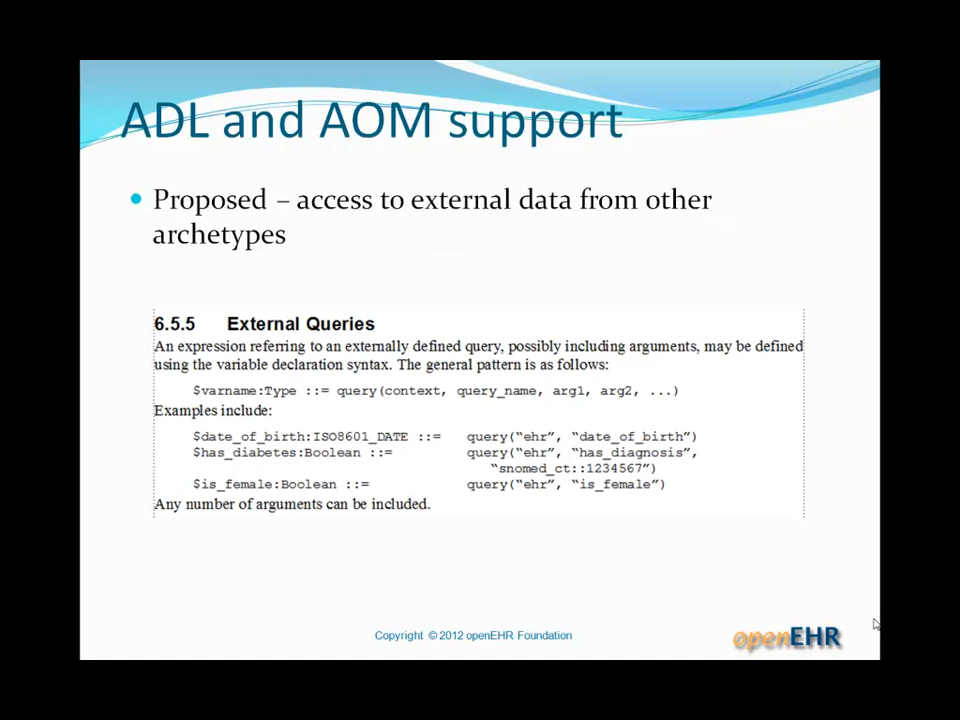 ADL and AOM support
• Proposed – access to external data from other
archetypes
6.5.5 External Queries
An expression referring to an externally defined query, possibly including arguments, may be defined
using the variable declaration syntax. The general pattern is as follows:
$varname:Type ::= query(context, query_name, arg1, arg2, ...)
Examples include:
$date_of_birth:ISO8601_DATE ::= query(“ehr”, “date_of_birth”)
$has_diabetes:Boolean ::= query(“ehr”, “has_diagnosis”,
“snomed_ct::1234567”)
$is_female:Boolean ::= query(“ehr”, “is_female”)
Any number of arguments can be included.
Copyright © 2012 openEHR Foundation
openEHR